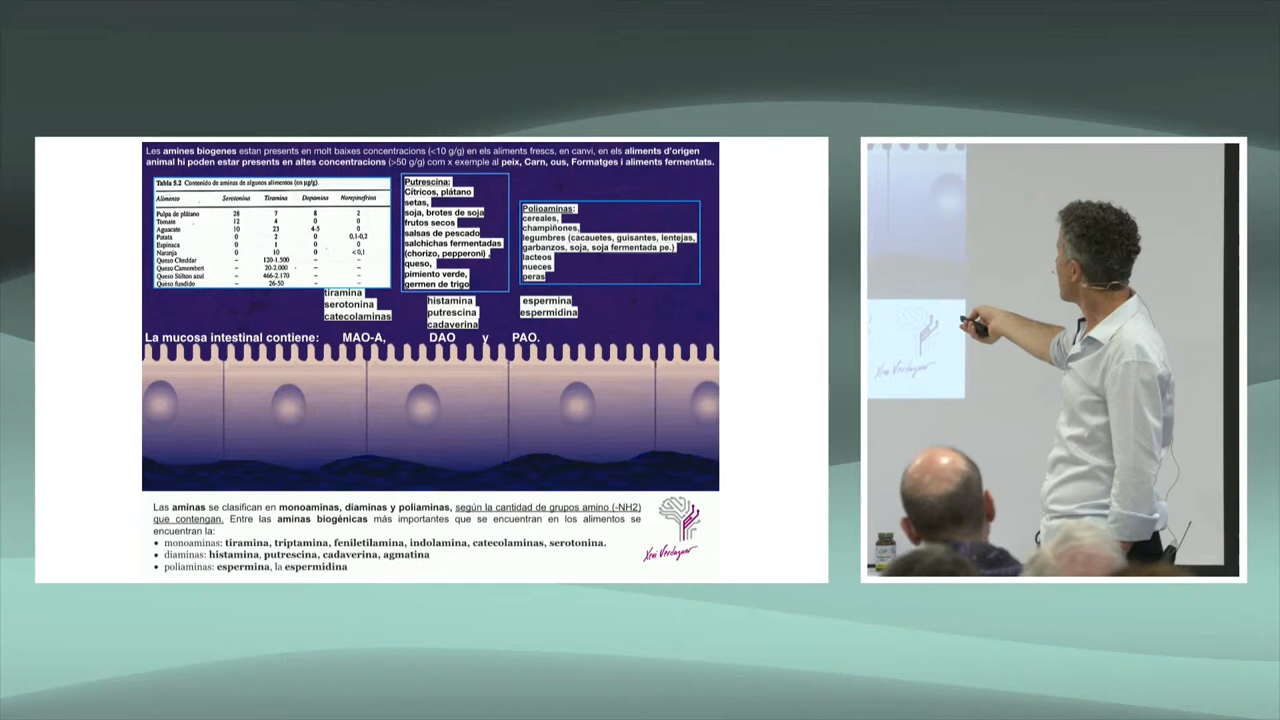 Les amines biogenes estan presents en molt baixes concentracions (<10 g/g) en els aliments frescs, en canvi, en els aliments d'origen
animal hi poden estar presents en altes concentracions (>50 g/g) com x exemple al peix, Carn, ous, Formatges i aliments fermentats.
Tabla 5.2 Contenido de aminas de algunos alimentos (en µg/g).
Alimento Serotonina Tiramina Dopamina Norepinefrina
Pulpa de plátano 28 7 8 2
Tomate 12 4 0 0
Aguacate 10 23 4-5 0
Patata 0 2 0 0,1-0,2
Espinaca 0 1 0 0
Naranja 0 10 0 <0,1
Queso Cheddar – 120-1.500 – –
Queso Camembert – 20-2.000 – –
Queso Stilton azul – 466-2.170 – –
Queso fundido – 26-50 – –
Putrescina:
Cítricos, plátano
setas,
soja, brotes de soja
frutos secos
salsas de pescado
salchichas fermentadas
(chorizo, pepperoni) ,
queso,
pimiento verde,
germen de trigo
Polioaminas:
cereales,
champiñones,
legumbres (cacauetes, guisantes, lentejas,
garbanzos, soja, soja fermentada pe.)
lacteos
nueces
peras
tiramina
serotonina
catecolaminas
histamina
putrescina
cadaverina
espermina
espermidina
La mucosa intestinal contiene: MAO-A, DAO y PAO.
Las aminas se clasifican en monoaminas, diaminas y poliaminas, según la cantidad de grupos amino (-NH2)
que contengan. Entre las aminas biogénicas más importantes que se encuentran en los alimentos se
encuentran la:
• monoaminas: tiramina, triptamina, feniletilamina, indolamina, catecolaminas, serotonina.
• diaminas: histamina, putrescina, cadaverina, agmatina
• poliaminas: espermina, la espermidina
Xevi Verdaguer
Xevi Verdaguer